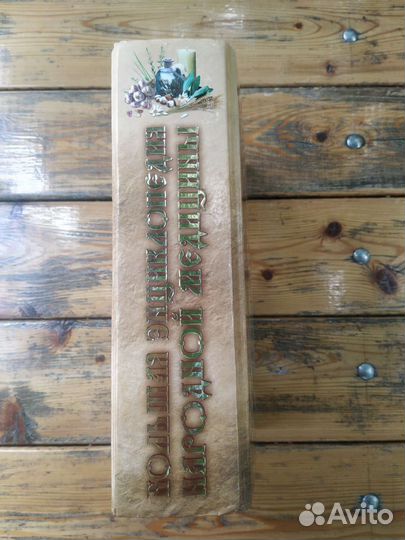 БОЛЬШАЯ ЭНЦИКЛОПЕДИЯ
НАРОДНОЙ МЕДИЦИНЫ
Avito